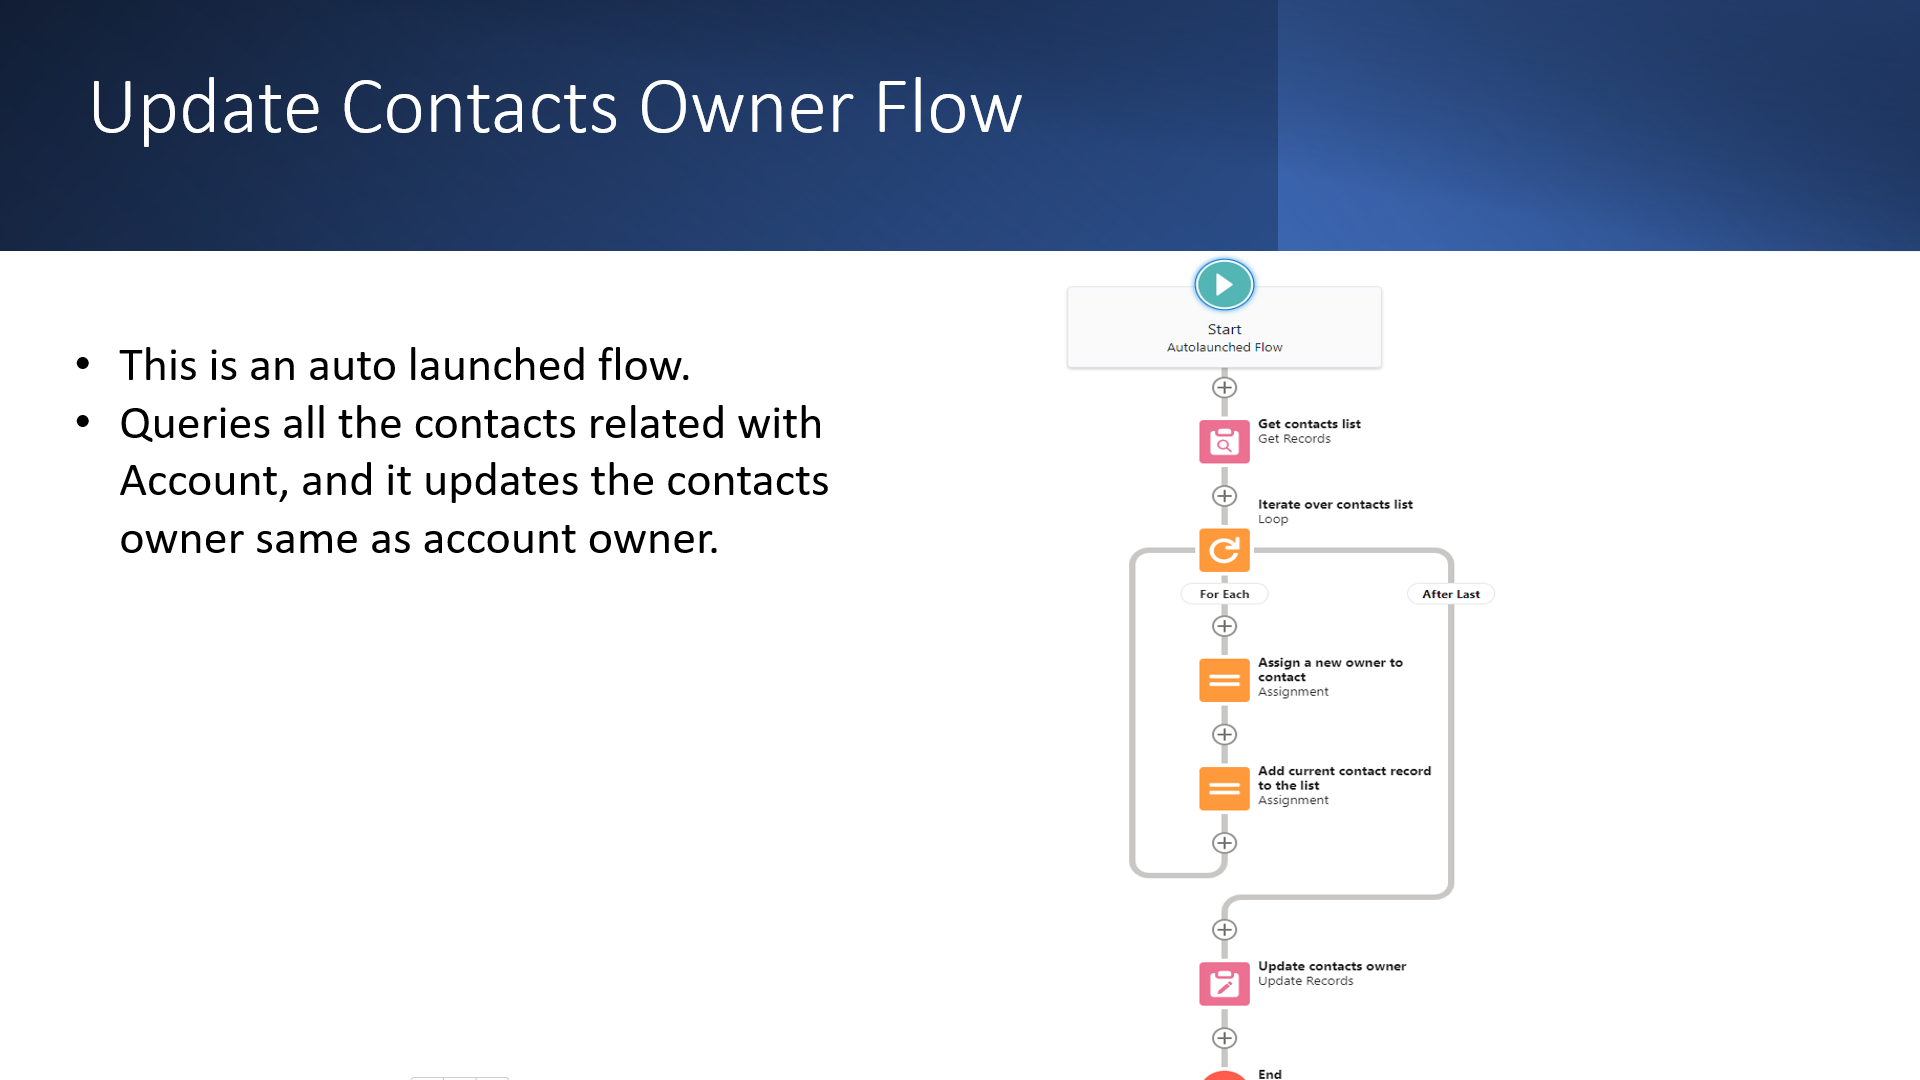 Update Contacts Owner Flow
• This is an auto launched flow.
• Queries all the contacts related with
Account, and it updates the contacts
owner same as account owner.
Start
Autolaunched Flow
Get contacts list
Get Records
Iterate over contacts list
Loop
For Each
After Last
Assign a new owner to
contact
Assignment
Add current contact record
to the list
Assignment
Update contacts owner
Update Records
End